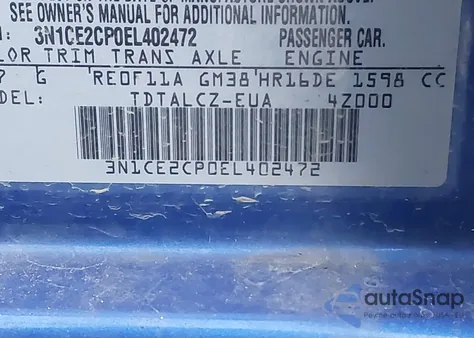 SEE OWNER'S MANUAL FOR ADDITIONAL INFORMATION.
3N1CE2CP0EL402472 PASSENGER CAR.
LOR TRIM TRANS AXLE ENGINE
G RE0F11A GM38 HR16DE 1598 CC
DEL: TDTALCZ-EUA 4Z000
3N1CE2CP0EL402472
autaSnap